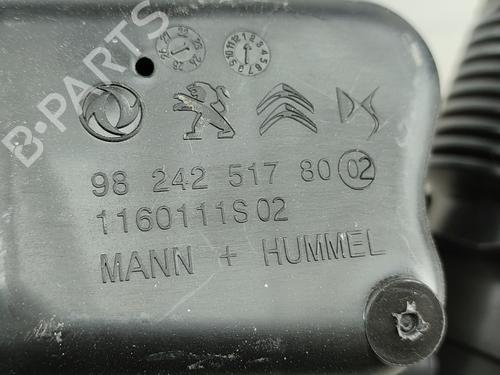 B-PARTS
98 242 517 80 02
1160111S02
MANN + HUMMEL